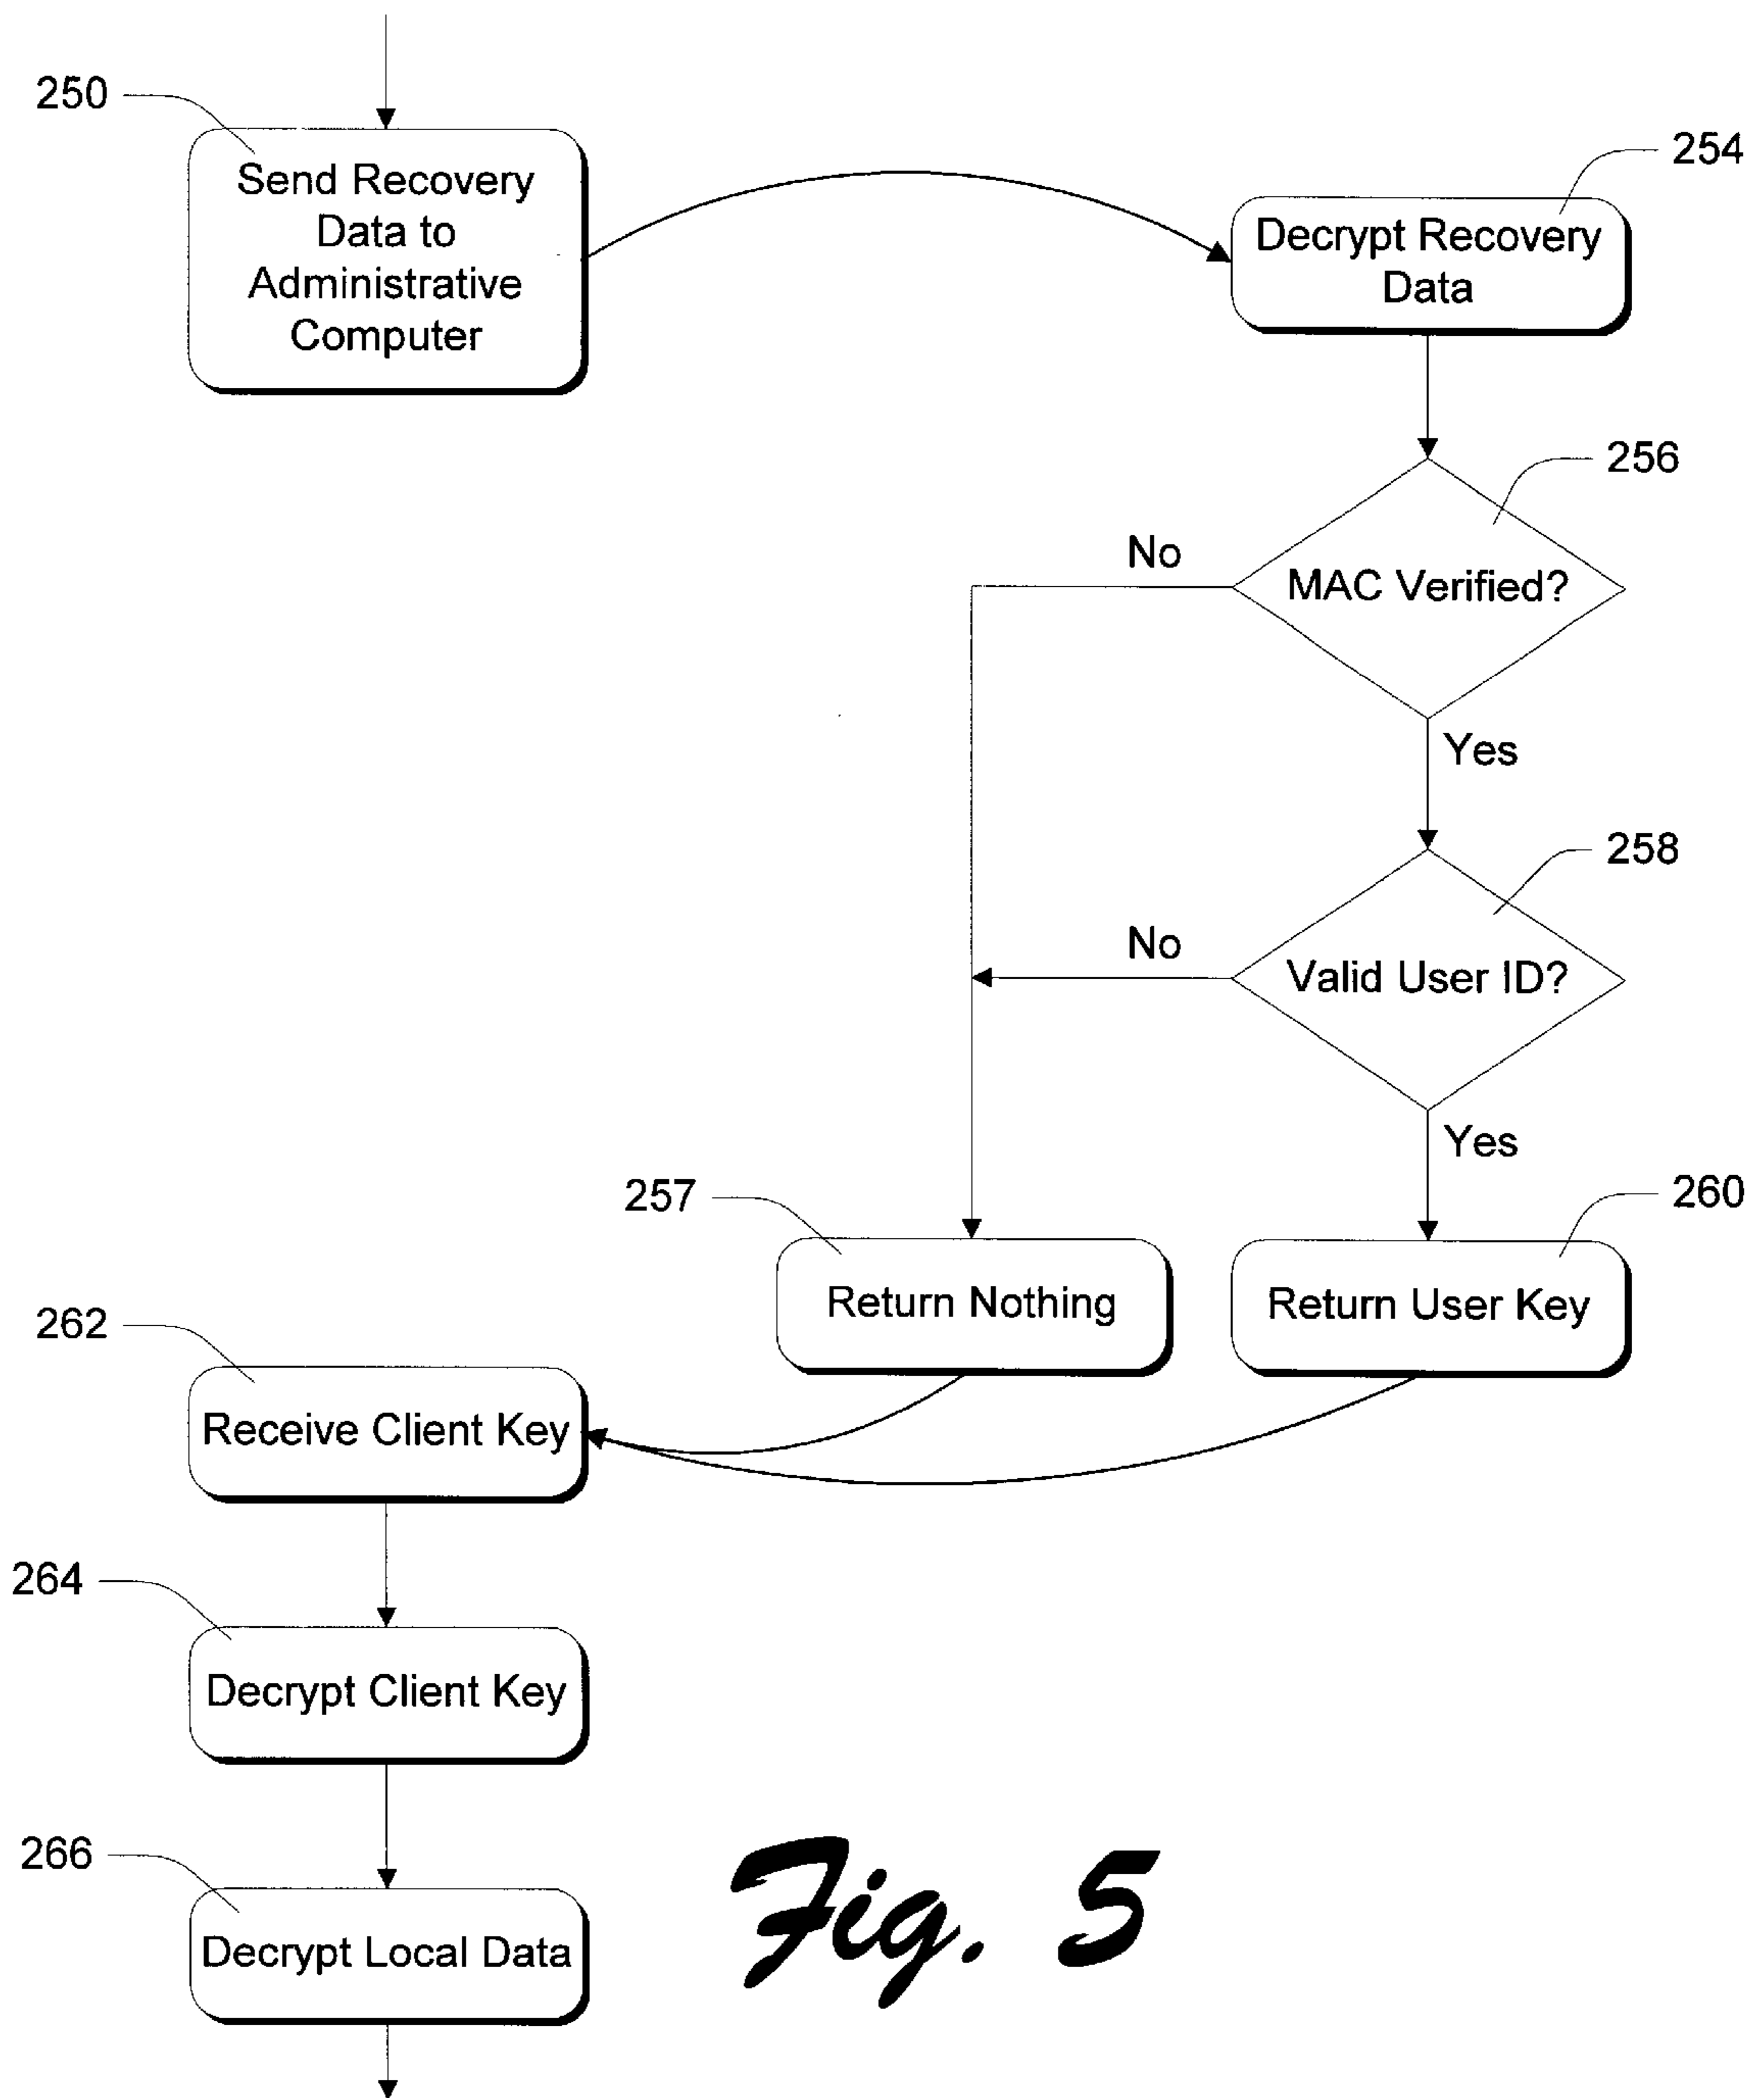 250
Send Recovery
Data to
Administrative
Computer
254
Decrypt Recovery
Data
256
No
MAC Verified?
Yes
258
No
Valid User ID?
Yes
257
260
Return Nothing
Return User Key
262
Receive Client Key
264
Decrypt Client Key
266
Decrypt Local Data
Fig. 5